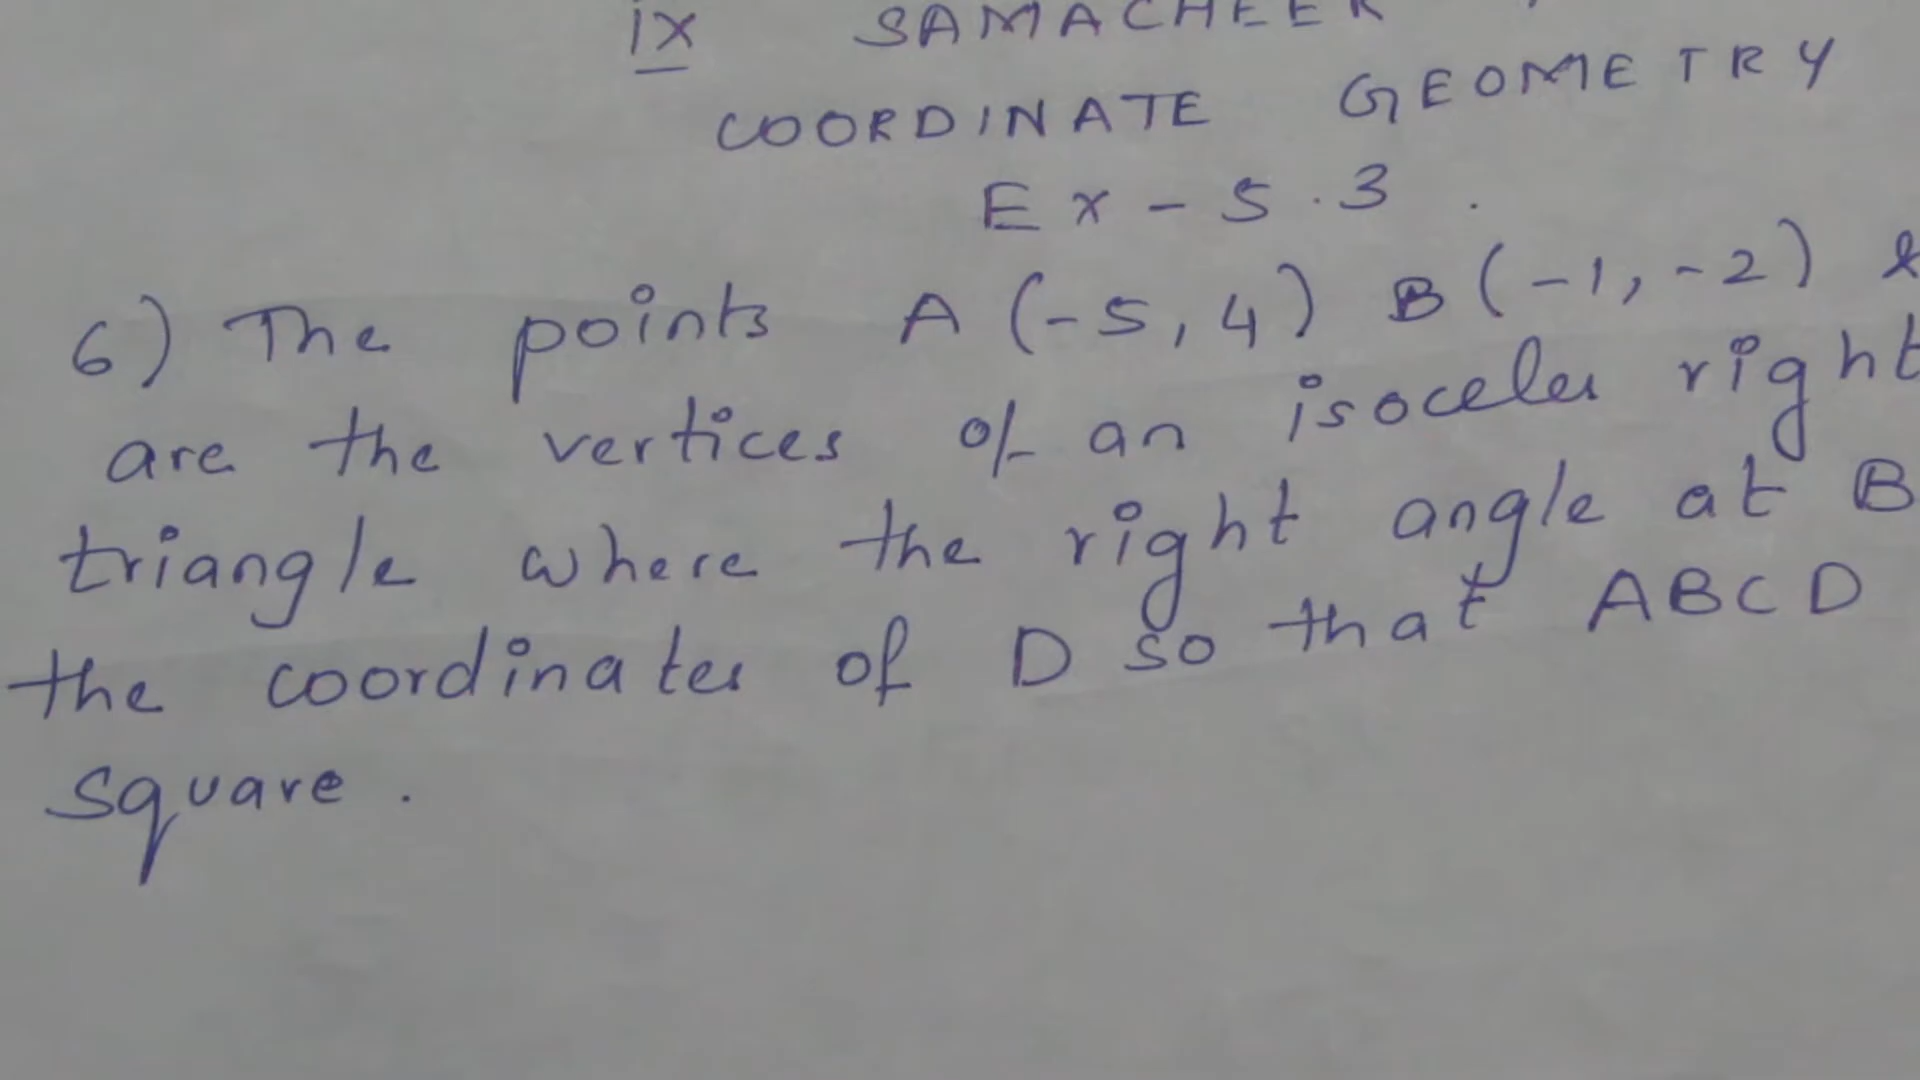 IX SAMACHEER
COORDINATE GEOMETRY
Ex - 5.3.
6) The points A (-5, 4) B (-1, -2) &
are the vertices of an isoceles right
triangle where the right angle at B
the coordinates of D so that ABCD
square.